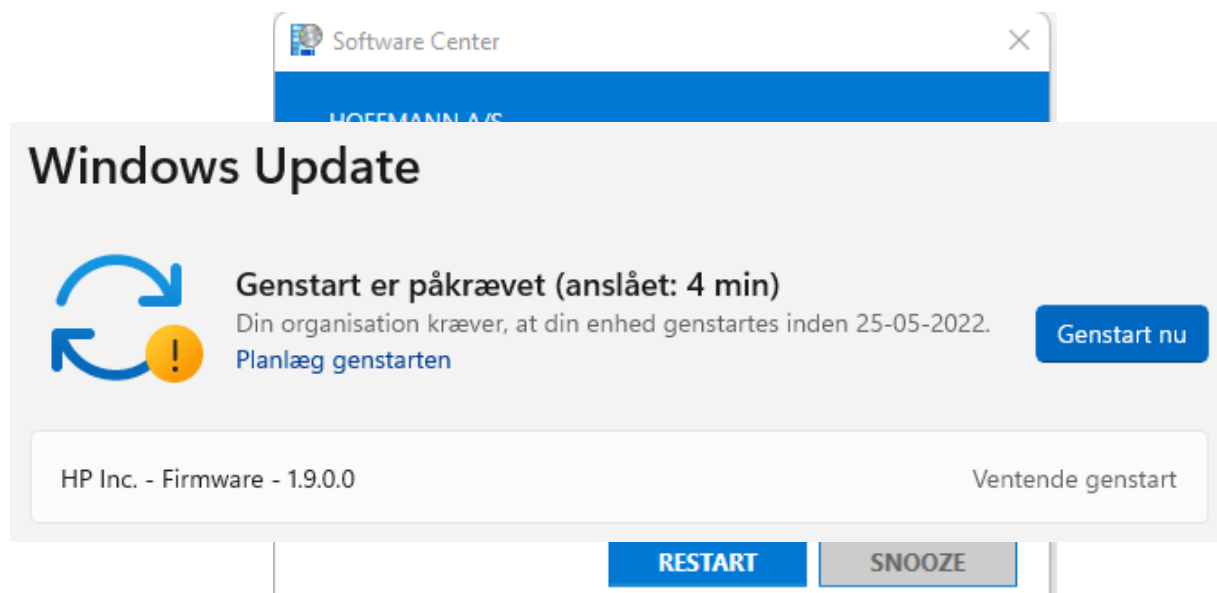 Software Center
HOFFMANN A/S
Windows Update
Genstart er påkrævet (anslået: 4 min)
Din organisation kræver, at din enhed genstartes inden 25-05-2022.
Planlæg genstarten
Genstart nu
HP Inc. - Firmware - 1.9.0.0
Ventende genstart
RESTART
SNOOZE